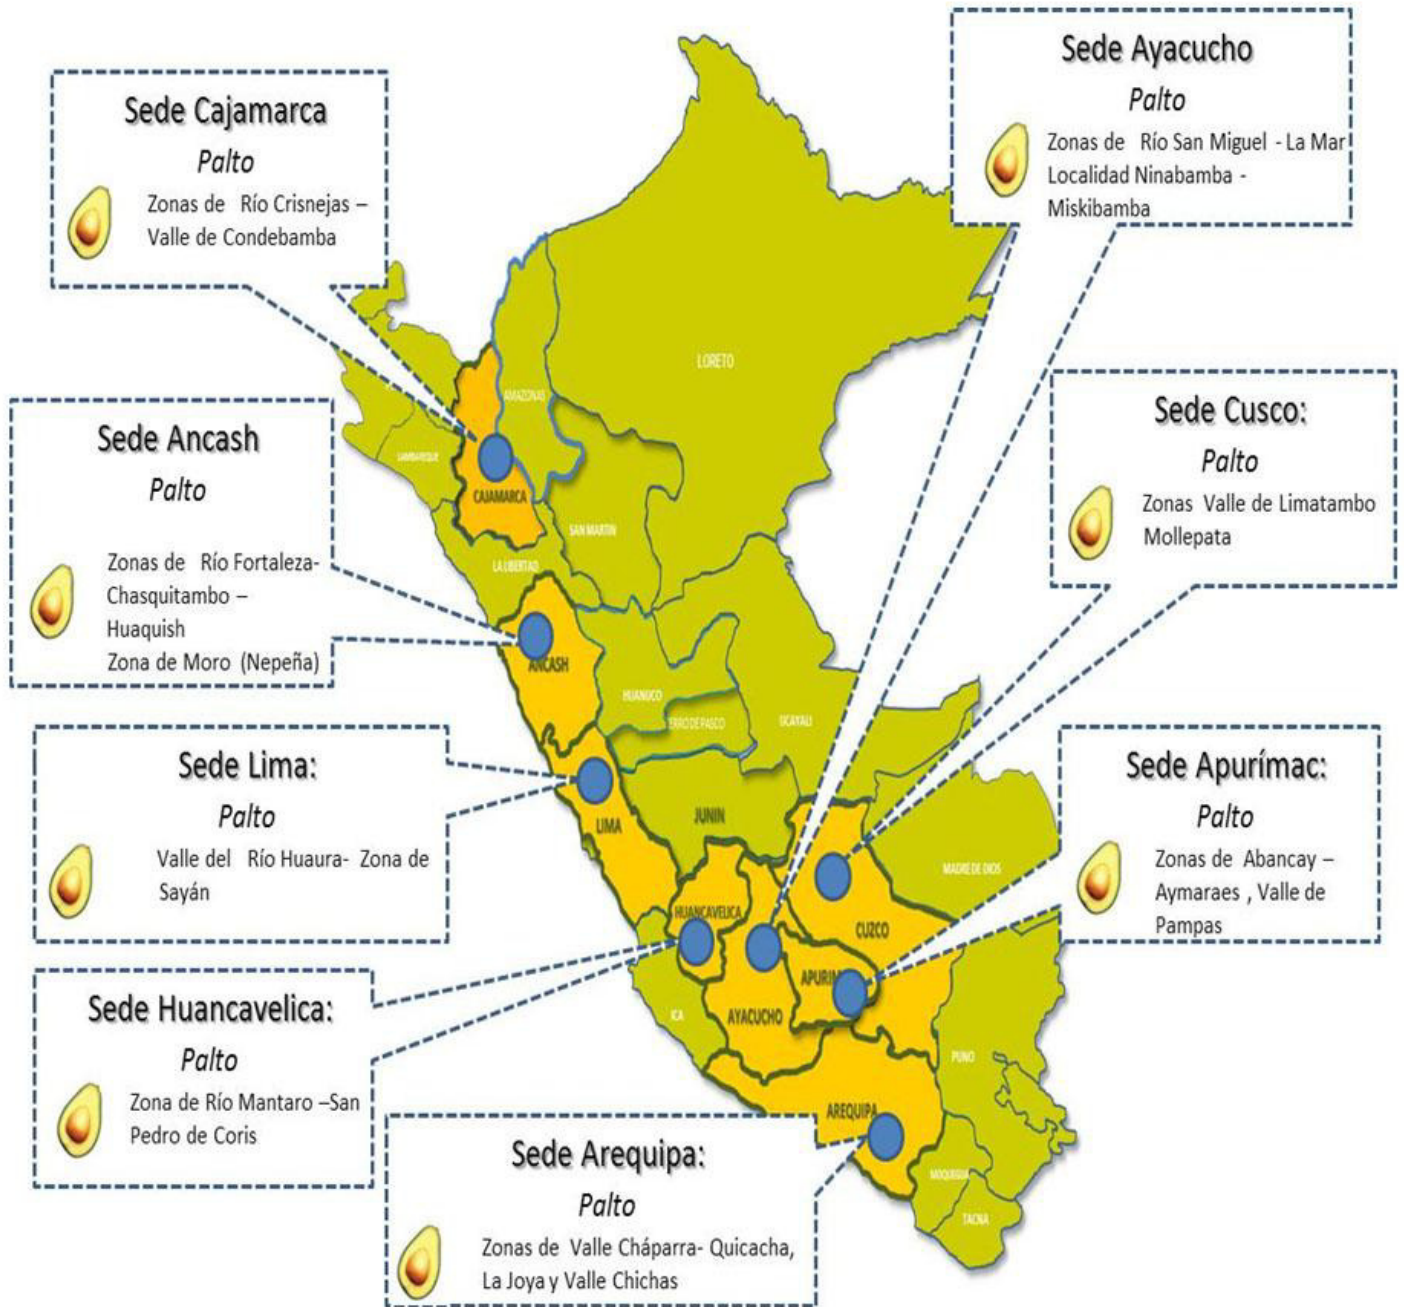 Sede Cajamarca
Palto
Zonas de Río Crisnejas –
Valle de Condebamba
Sede Ayacucho
Palto
Zonas de Río San Miguel - La Mar
Localidad Ninabamba -
Miskibamba
Sede Ancash
Palto
Zonas de Río Fortaleza-
Chasquitambo –
Huaquish
Zona de Moro (Nepeña)
Sede Cusco:
Palto
Zonas Valle de Limatambo
Mollepata
Sede Lima:
Palto
Valle del Río Huaura- Zona de
Sayán
Sede Apurímac:
Palto
Zonas de Abancay –
Aymaraes , Valle de
Pampas
Sede Huancavelica:
Palto
Zona de Río Mantaro –San
Pedro de Coris
Sede Arequipa:
Palto
Zonas de Valle Cháparra- Quicacha,
La Joya y Valle Chichas
LORETO
AMAZONAS
LAMBAYEQUE
CAJAMARCA
SAN MARTIN
LA LIBERTAD
ANCASH
HUANUCO
ERRO DE PASCO
UCAYALI
LIMA
JUNIN
MADRE DE DIOS
HUANCAVELICA
CUZCO
APURIM
ICA
AYACUCHO
PUNO
AREQUIPA
MOQUEGUA
TACNA